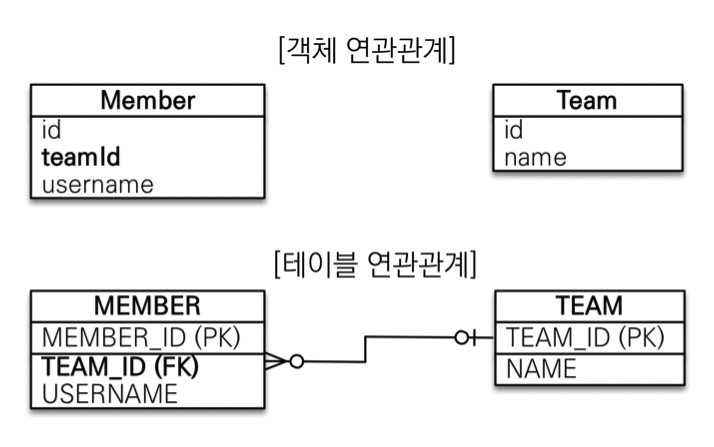 [객체 연관관계]
Member
id
teamId
username
Team
id
name
[테이블 연관관계]
MEMBER
MEMBER_ID (PK)
TEAM_ID (FK)
USERNAME
TEAM
TEAM_ID (PK)
NAME